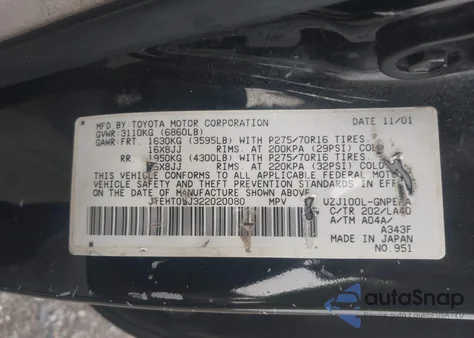 MFD BY TOYOTA MOTOR CORPORATION DATE 11/01
GVWR 3110KG (6860LB)
GAWR: FRT. 1630KG (3595LB) WITH P275/70R16 TIRES
16X8JJ RIMS AT 200KPA (29PSI) COLD
RR. 1950KG (4300LB) WITH P275/70R16 TIRES
16X8JJ RIMS AT 220KPA (32PSI) COLD
THIS VEHICLE CONFORMS TO ALL APPLICABLE FEDERAL MOTOR
VEHICLE SAFETY AND THEFT PREVENTION STANDARDS IN EFFECT ON
THE DATE OF MANUFACTURE SHOWN ABOVE.
JTEHT05J322020080 MPV
UZJ100L-GNPEKA
C/TR 202/LA40
A/TM A04A/
A343F
MADE IN JAPAN
NO.951
autoSnap